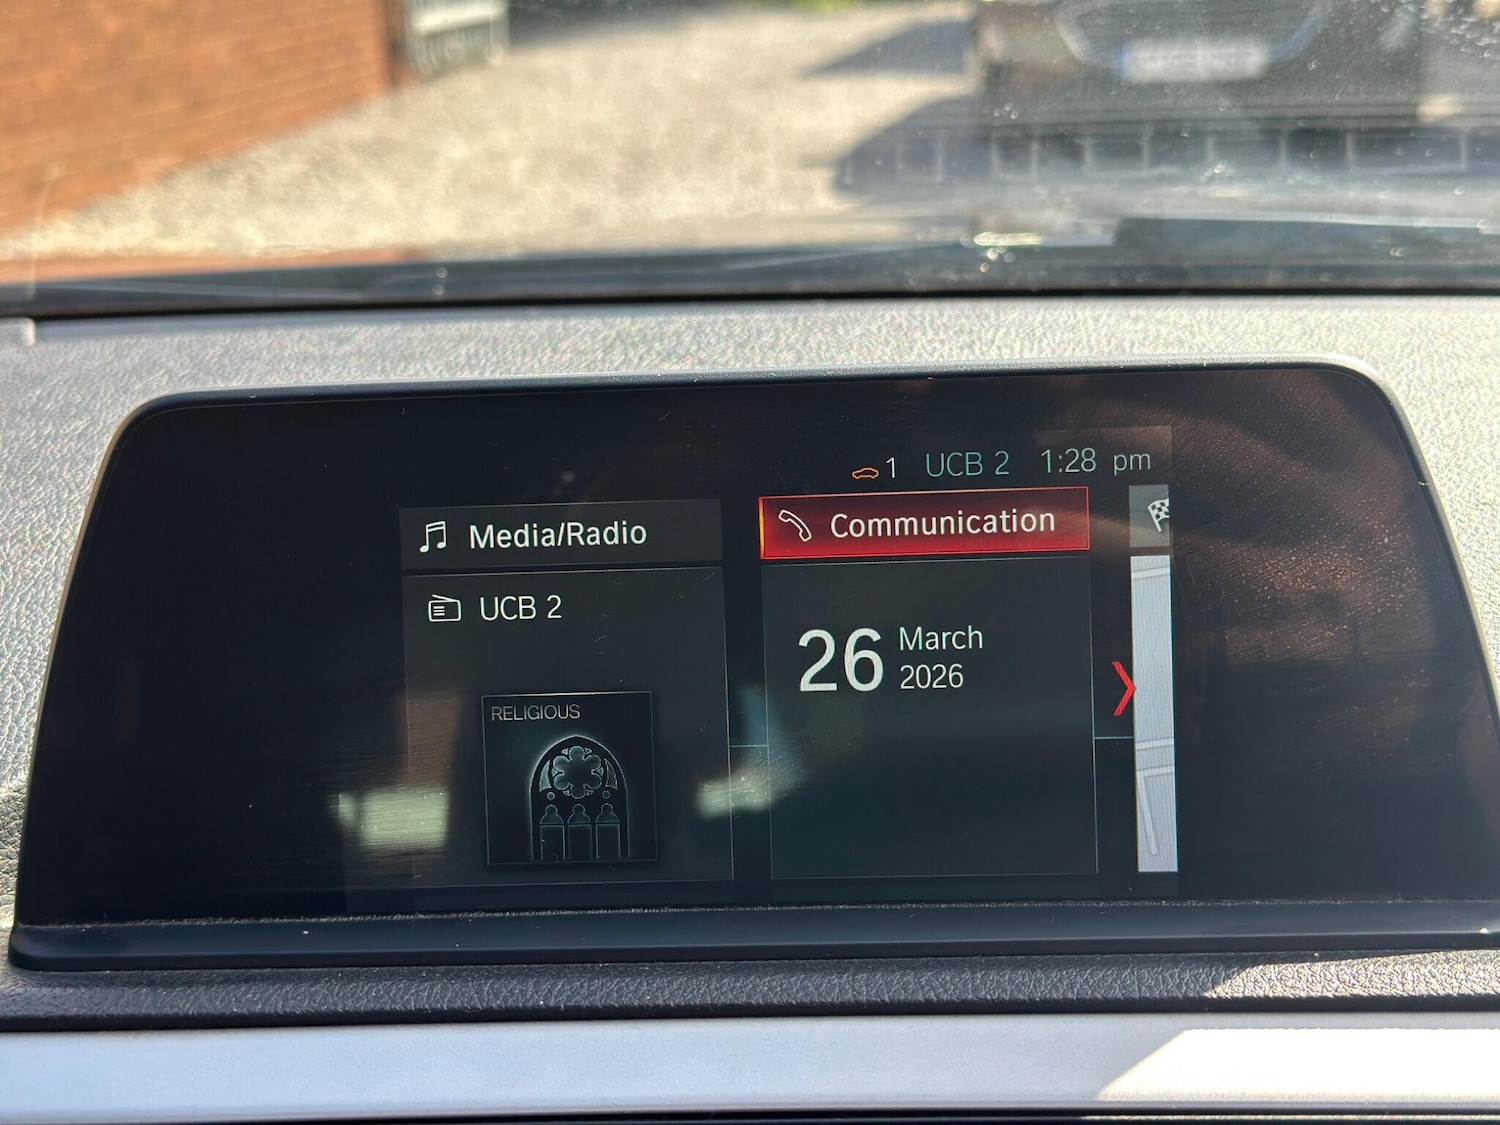 1 UCB 2 1:28 pm
Media/Radio
UCB 2
RELIGIOUS
Communication
26 March
2026